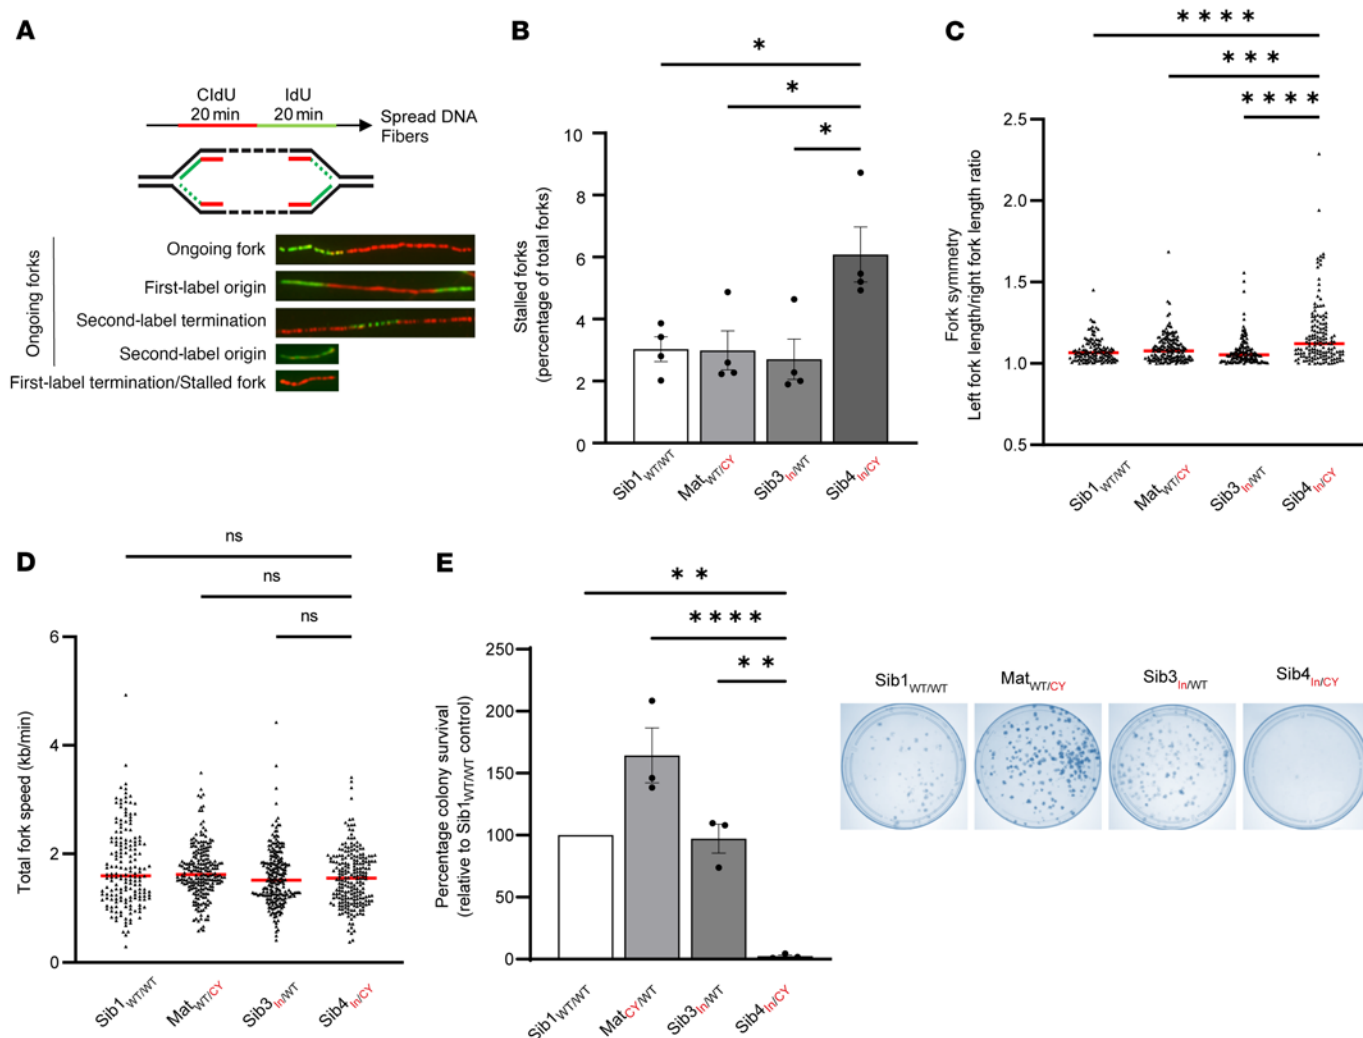 A
CldU
20 min
IdU
20 min
Spread DNA
Fibers
Ongoing forks
Ongoing fork
First-label origin
Second-label termination
Second-label origin
First-label termination/Stalled fork
B
*
*
*
Stalled forks
(percentage of total forks)
10
8
6
4
2
0
Sib1WT/WT
MatWT/CY
Sib3In/WT
Sib4In/CY
C
****
***
****
Fork symmetry
Left fork length/right fork length ratio
2.5
2.0
1.5
1.0
0.5
Sib1WT/WT
MatWT/CY
Sib3In/WT
Sib4In/CY
D
ns
ns
ns
Total fork speed (kb/min)
6
4
2
0
Sib1WT/WT
MatWT/CY
Sib3In/WT
Sib4In/CY
E
**
****
**
Percentage colony survival
(relative to Sib1WT/WT control)
250
200
150
100
50
0
Sib1WT/WT
MatCY/WT
Sib3In/WT
Sib4In/CY
Sib1WT/WT
MatWT/CY
Sib3In/WT
Sib4In/CY